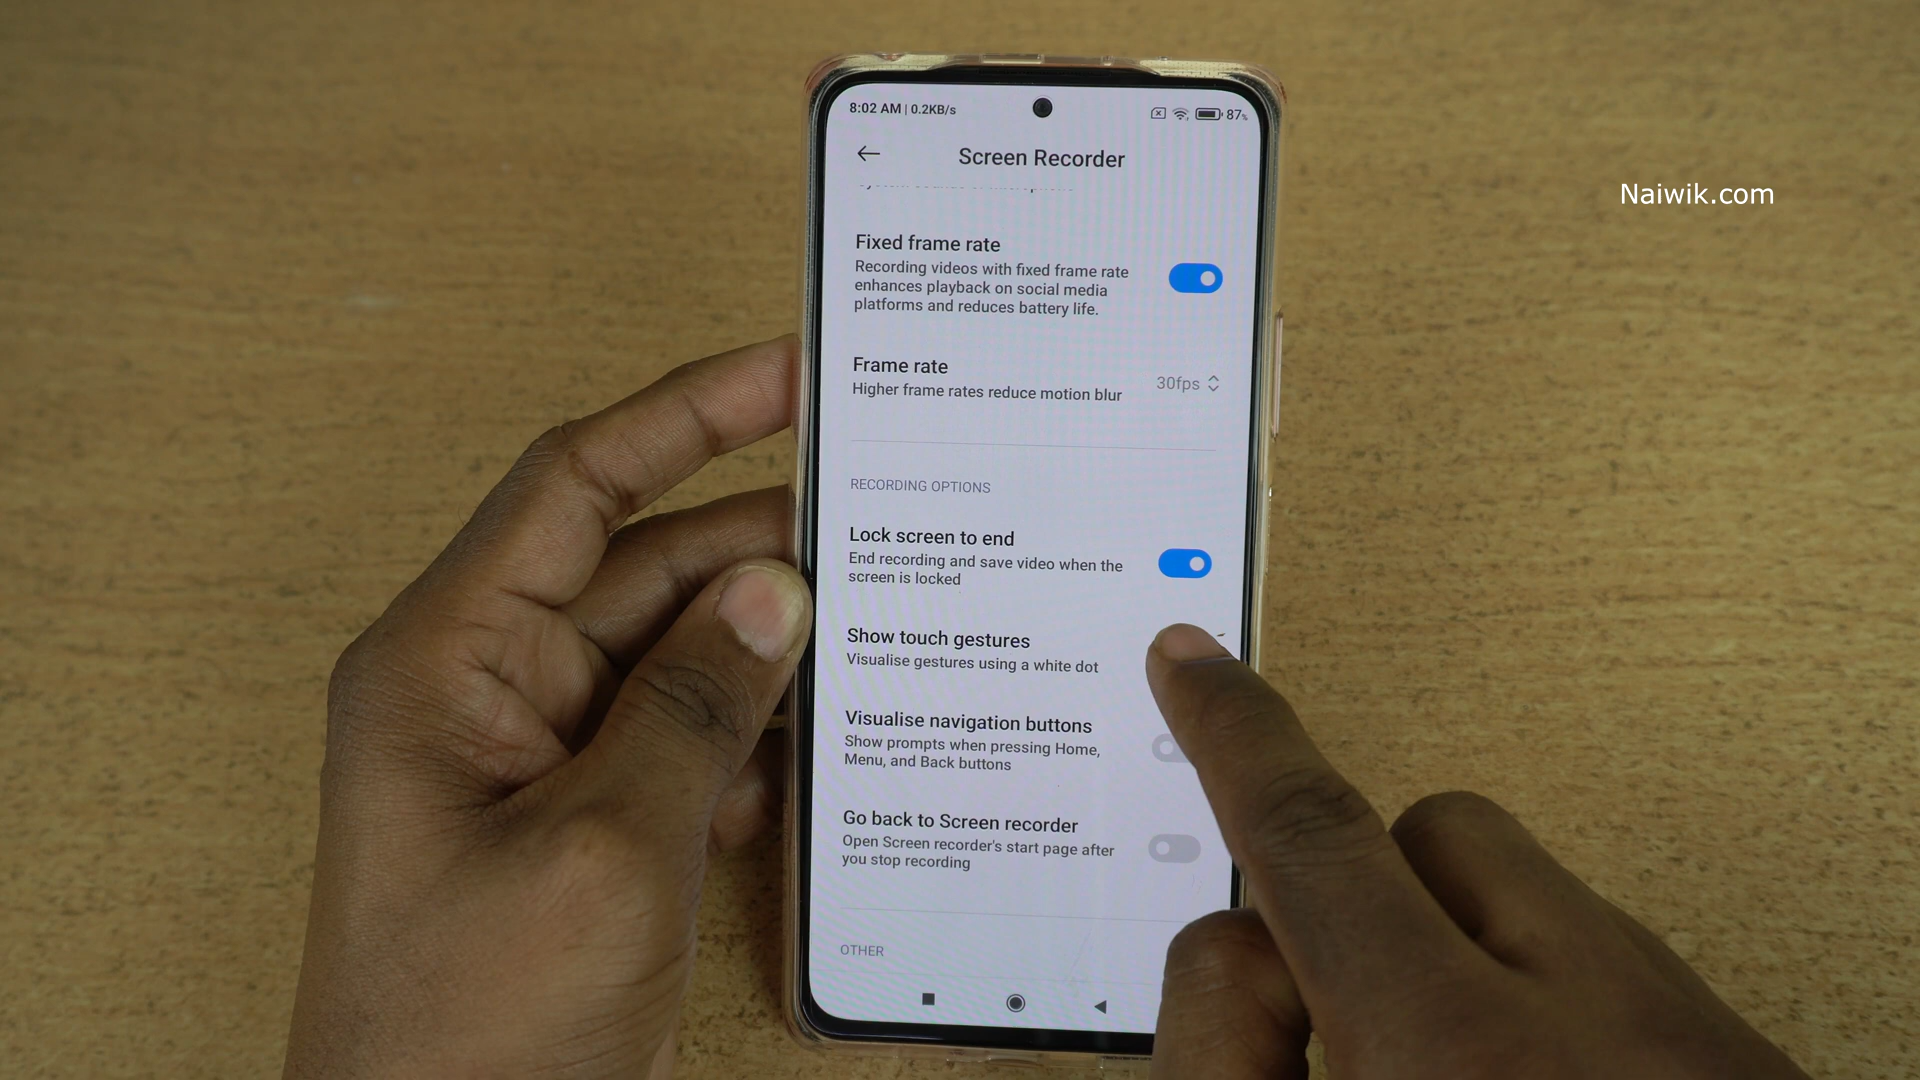 8:02 AM | 0.2KB/s
87%
Screen Recorder
Naiwik.com
Fixed frame rate
Recording videos with fixed frame rate
enhances playback on social media
platforms and reduces battery life.
Frame rate
Higher frame rates reduce motion blur
30fps
RECORDING OPTIONS
Lock screen to end
End recording and save video when the
screen is locked
Show touch gestures
Visualise gestures using a white dot
Visualise navigation buttons
Show prompts when pressing Home,
Menu, and Back buttons
Go back to Screen recorder
Open Screen recorder's start page after
you stop recording
OTHER